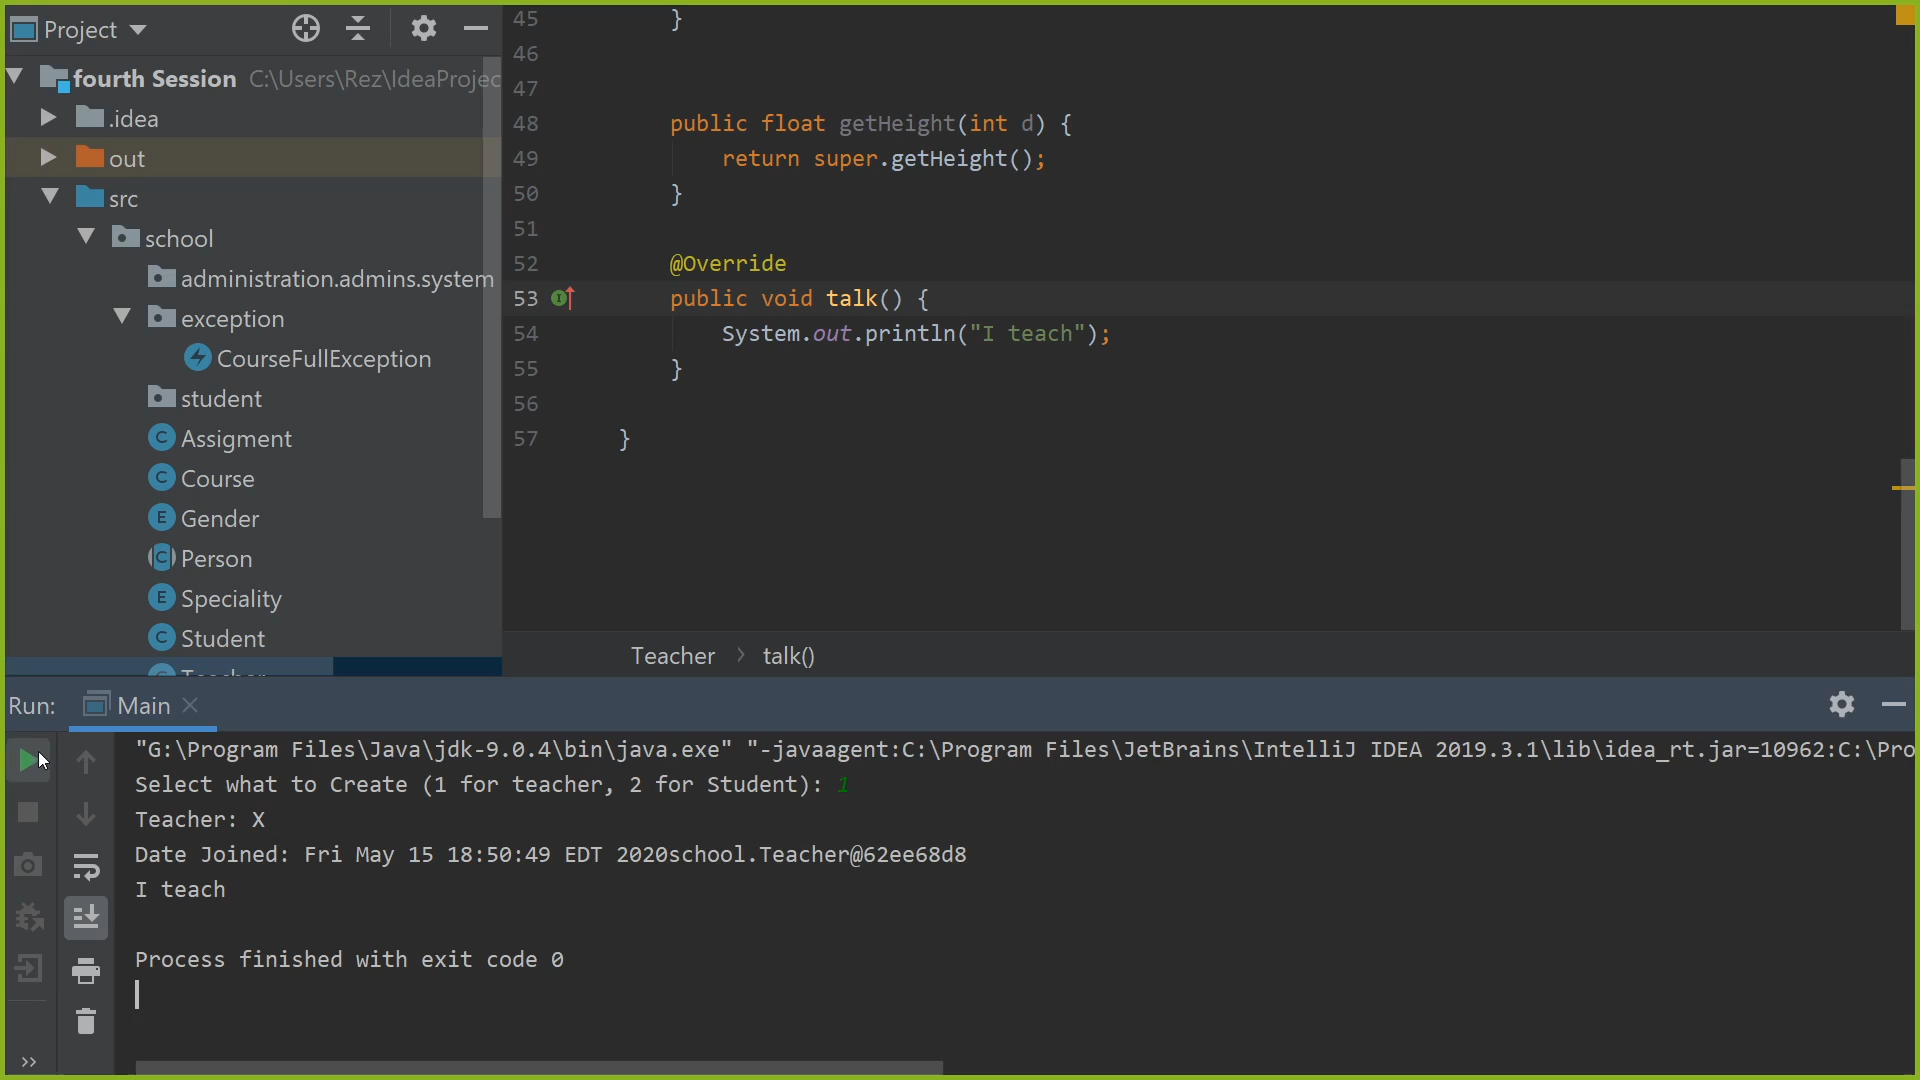 Project
fourth Session C:\Users\Rez\IdeaProjec
.idea
out
src
school
administration.admins.system
exception
CourseFullException
student
Assigment
Course
Gender
Person
Speciality
Student
Teacher
45 }
46
47
48 public float getHeight(int d) {
49 return super.getHeight();
50 }
51
52 @Override
53 public void talk() {
54 System.out.println("I teach");
55 }
56
57 }
Teacher > talk()
Run: Main
"G:\Program Files\Java\jdk-9.0.4\bin\java.exe" "-javaagent:C:\Program Files\JetBrains\IntelliJ IDEA 2019.3.1\lib\idea_rt.jar=10962:C:\Pro
Select what to Create (1 for teacher, 2 for Student): 1
Teacher: X
Date Joined: Fri May 15 18:50:49 EDT 2020school.Teacher@62ee68d8
I teach
Process finished with exit code 0